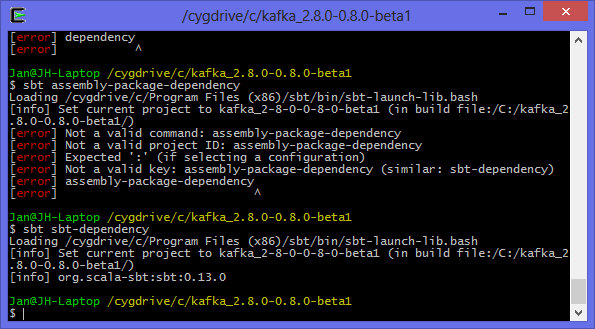 /cygdrive/c/kafka_2.8.0-0.8.0-beta1
[error] dependency
[error]           ^
Jan@JH-Laptop /cygdrive/c/kafka_2.8.0-0.8.0-beta1
$ sbt assembly-package-dependency
Loading /cygdrive/c/Program Files (x86)/sbt/bin/sbt-launch-lib.bash
[info] Set current project to kafka_2-8-0-0-8-0-beta1 (in build file:/C:/kafka_2
.8.0-0.8.0-beta1/)
[error] Not a valid command: assembly-package-dependency
[error] Not a valid project ID: assembly-package-dependency
[error] Expected ':' (if selecting a configuration)
[error] Not a valid key: assembly-package-dependency (similar: sbt-dependency)
[error] assembly-package-dependency
[error]                            ^
Jan@JH-Laptop /cygdrive/c/kafka_2.8.0-0.8.0-beta1
$ sbt sbt-dependency
Loading /cygdrive/c/Program Files (x86)/sbt/bin/sbt-launch-lib.bash
[info] Set current project to kafka_2-8-0-0-8-0-beta1 (in build file:/C:/kafka_2
.8.0-0.8.0-beta1/)
[info] org.scala-sbt:sbt:0.13.0
Jan@JH-Laptop /cygdrive/c/kafka_2.8.0-0.8.0-beta1
$